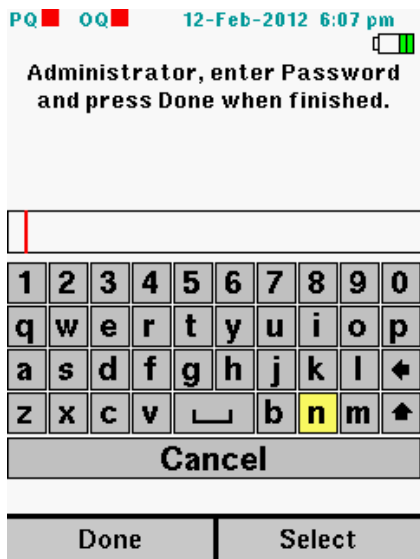 PQ OQ 12-Feb-2012 6:07 pm
Administrator, enter Password
and press Done when finished.
1 2 3 4 5 6 7 8 9 0
q w e r t y u i o p
a s d f g h j k l
z x c v b n m
Cancel
Done Select